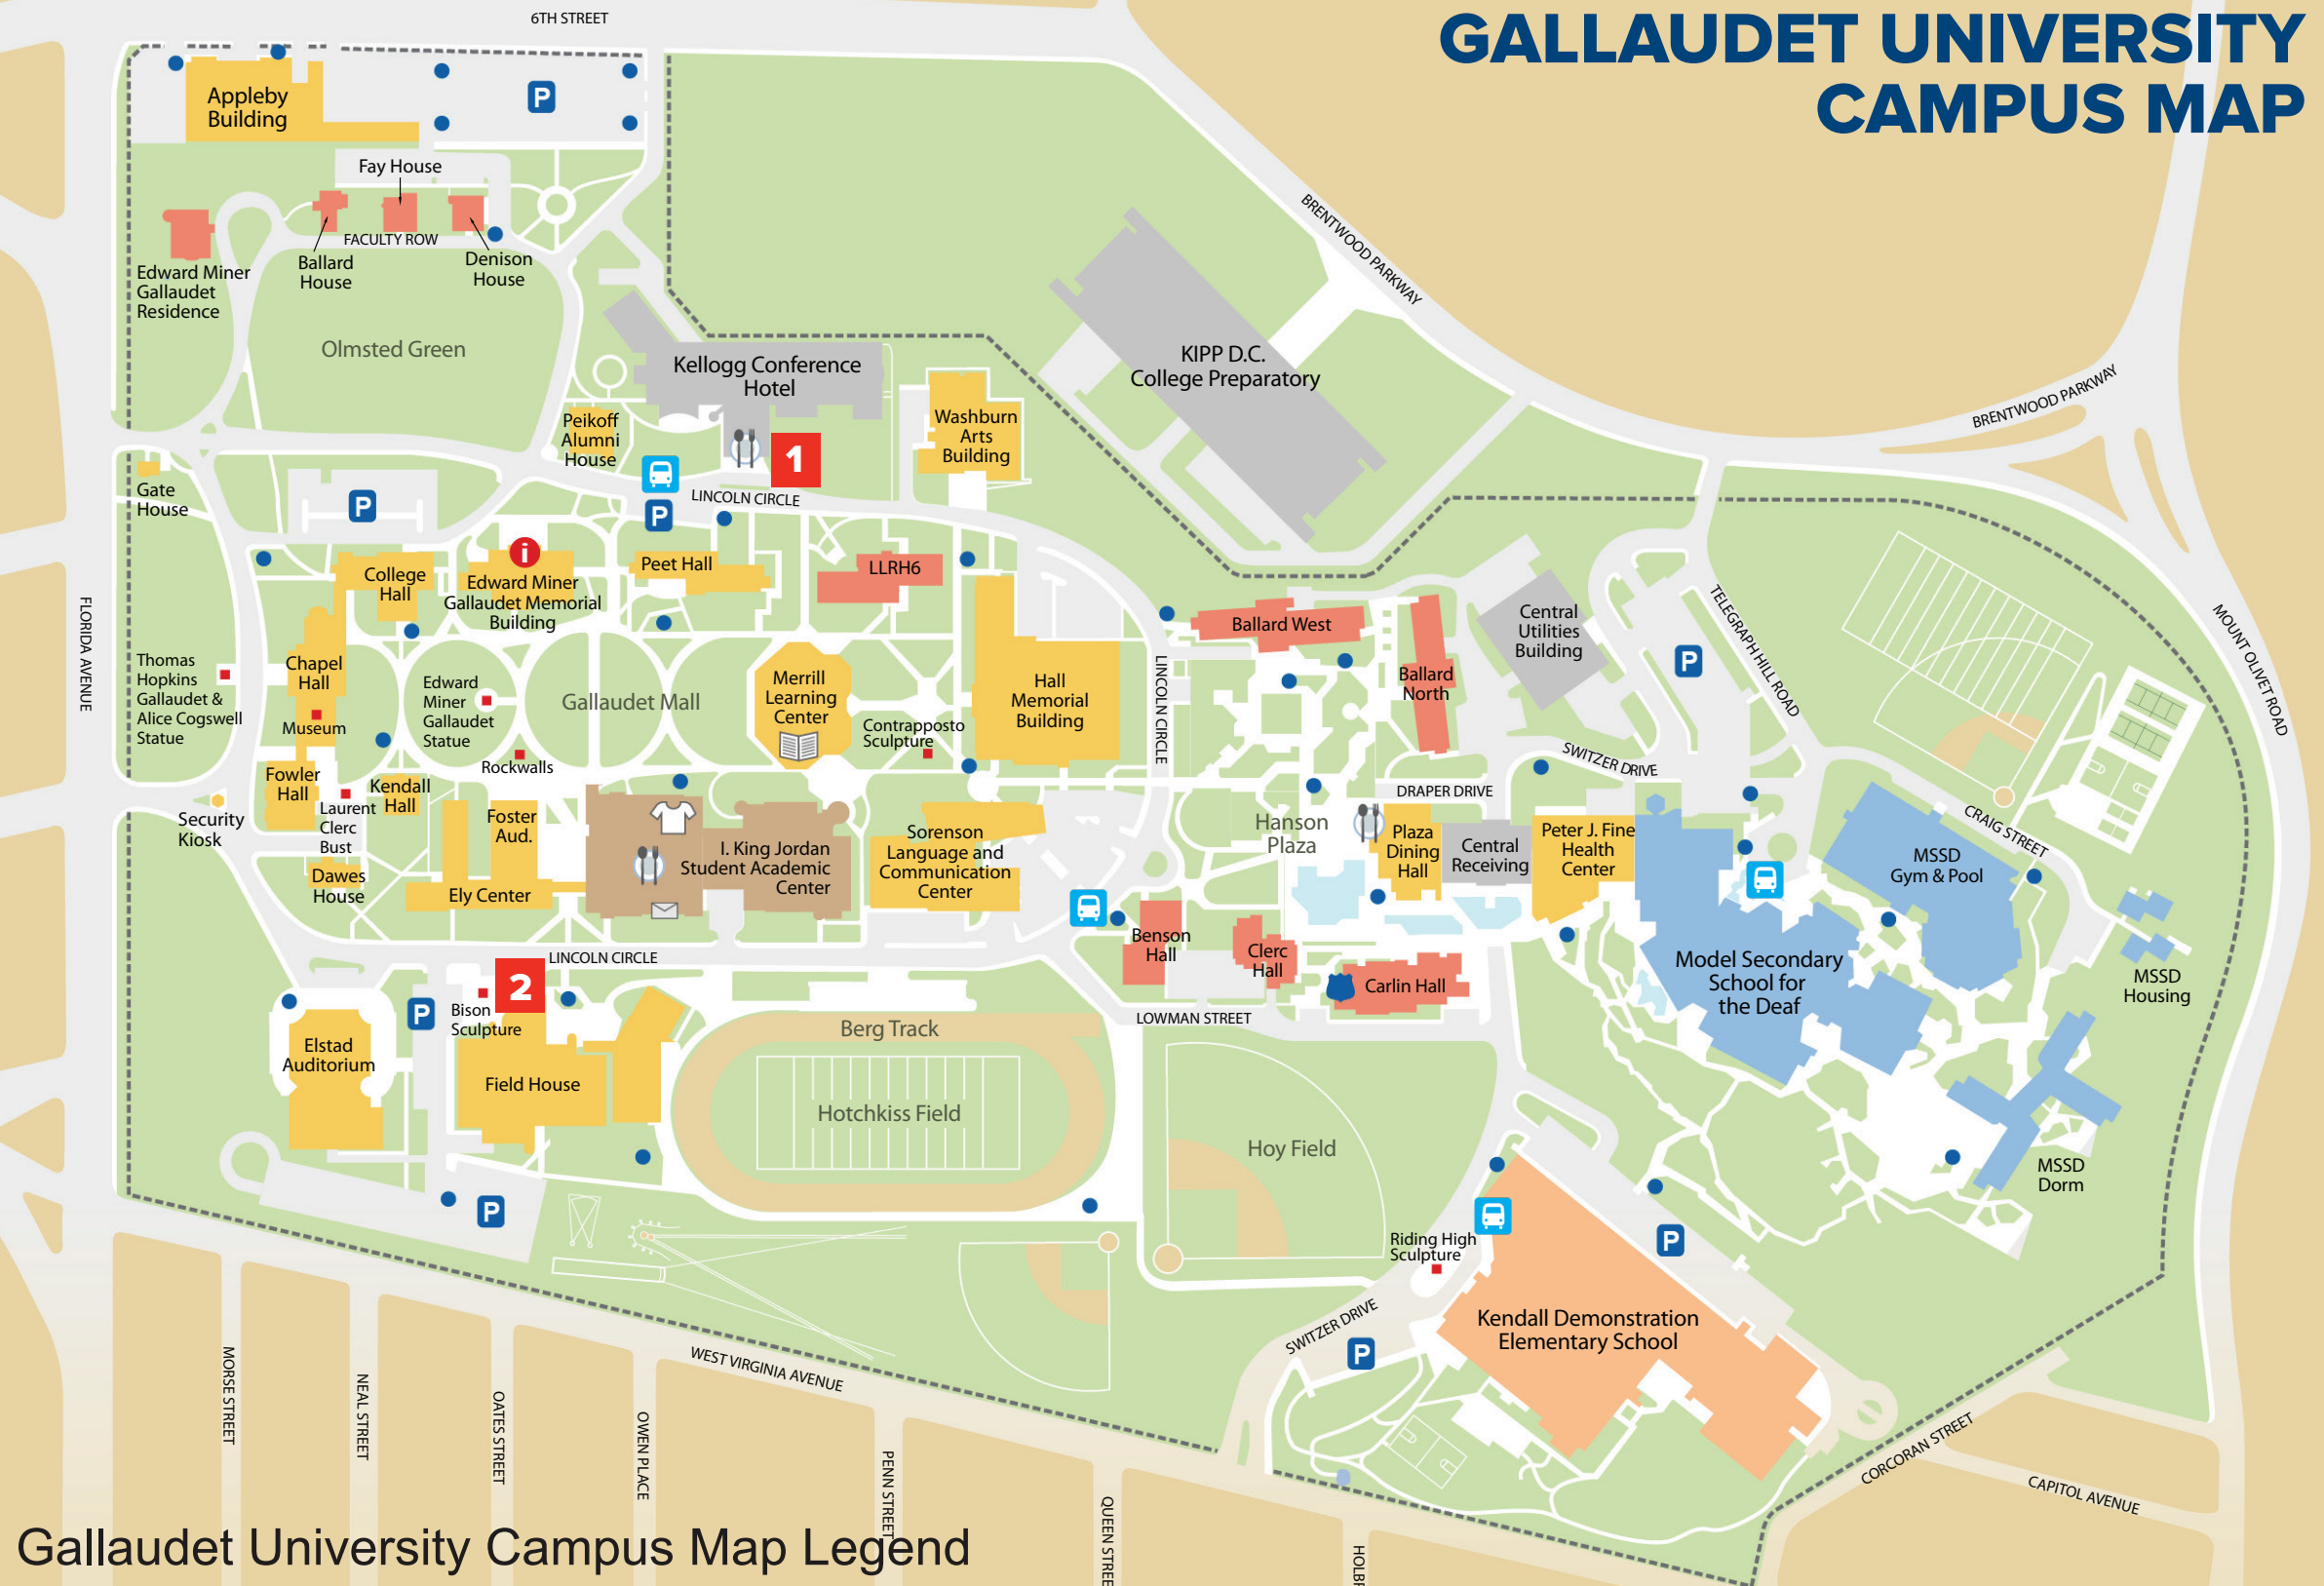 6TH STREET
GALLAUDET UNIVERSITY
CAMPUS MAP
Appleby
Building
P
Fay House
FACULTY ROW
Edward Miner
Gallaudet
Residence
Ballard
House
Denison
House
Olmsted Green
BRENTWOOD PARKWAY
BRENTWOOD PARKWAY
Kellogg Conference
Hotel
KIPP D.C.
College Preparatory
Peikoff
Alumni
House
1
Washburn
Arts
Building
LINCOLN CIRCLE
P
P
Gate
House
i
College
Hall
Edward Miner
Gallaudet Memorial
Building
Peet Hall
LLRH6
FLORIDA AVENUE
Thomas
Hopkins
Gallaudet &
Alice Cogswell
Statue
Chapel
Hall
Museum
Edward
Miner
Gallaudet
Statue
Rockwalls
Gallaudet Mall
Merrill
Learning
Center
Contrapposto
Sculpture
Hall
Memorial
Building
LINCOLN CIRCLE
Ballard West
Ballard
North
Central
Utilities
Building
P
TELEGRAPH HILL ROAD
MOUNT OLIVET ROAD
SWITZER DRIVE
DRAPER DRIVE
CRAIG STREET
Fowler
Hall
Laurent
Clerc
Bust
Kendall
Hall
Security
Kiosk
Dawes
House
Foster
Aud.
Ely Center
I. King Jordan
Student Academic
Center
Sorenson
Language and
Communication
Center
Hanson
Plaza
Plaza
Dining
Hall
Central
Receiving
Peter J. Fine
Health
Center
MSSD
Gym & Pool
Benson
Hall
Clerc
Hall
Carlin Hall
Model Secondary
School for
the Deaf
MSSD
Housing
LINCOLN CIRCLE
2
P
Bison
Sculpture
LOWMAN STREET
Elstad
Auditorium
Field House
Berg Track
Hotchkiss Field
Hoy Field
MSSD
Dorm
P
P
Riding High
Sculpture
SWITZER DRIVE
P
Kendall Demonstration
Elementary School
MORSE STREET
NEAL STREET
OATES STREET
OWEN PLACE
WEST VIRGINIA AVENUE
PENN STREET
QUEEN STREE
HOLBR
CORCORAN STREET
CAPITOL AVENUE
Gallaudet University Campus Map Legend